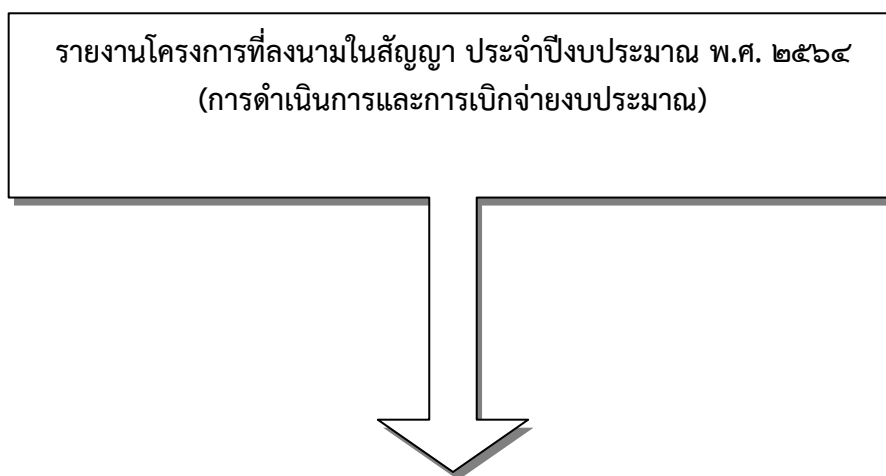 รายงานโครงการที่ลงนามในสัญญา ประจำปีงบประมาณ พ.ศ. ๒๕๖๔
(การดำเนินการและการเบิกจ่ายงบประมาณ)